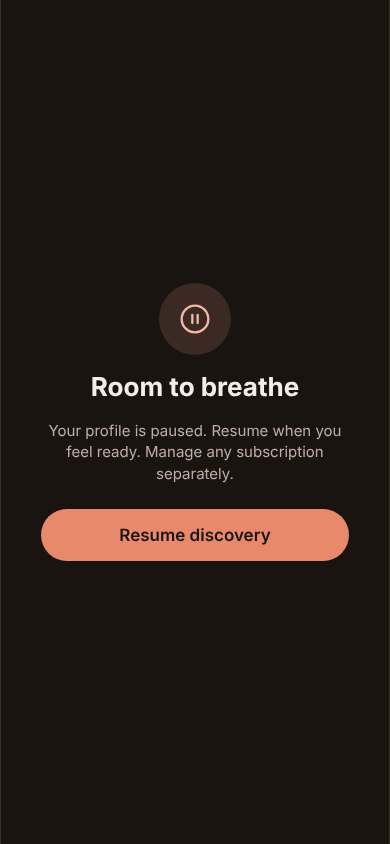 Room to breathe
Your profile is paused. Resume when you
feel ready. Manage any subscription
separately.
Resume discovery